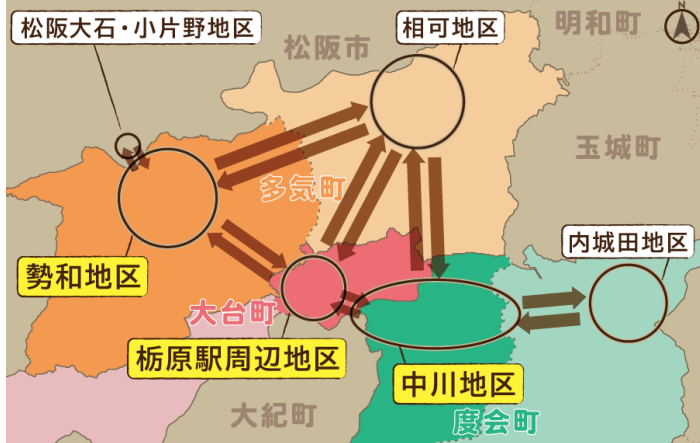 松阪大石・小片野地区
松阪市
相可地区
明和町
N
玉城町
多気町
内城田地区
勢和地区
大台町
栃原駅周辺地区
中川地区
大紀町
度会町